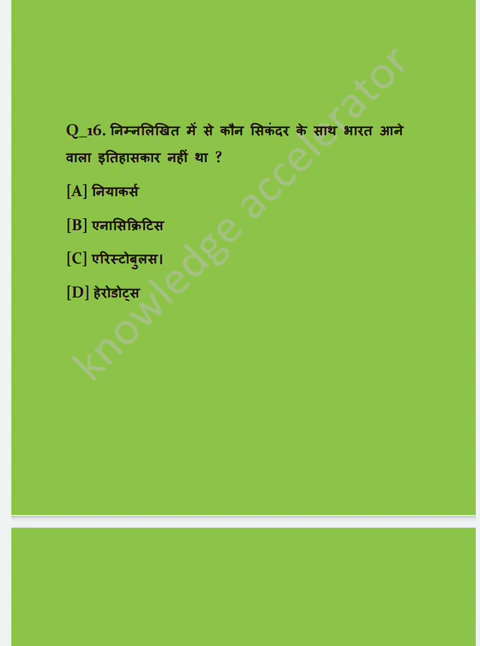 Q_16. निम्नलिखित में से कौन सिकंदर के साथ भारत आने
वाला इतिहासकार नहीं था ?
[A] नियाकर्स
[B] एनासिक्रिटिस
[C] एरिस्टोबुलस।
[D] हेरोडोट्स
knowledge accelerator